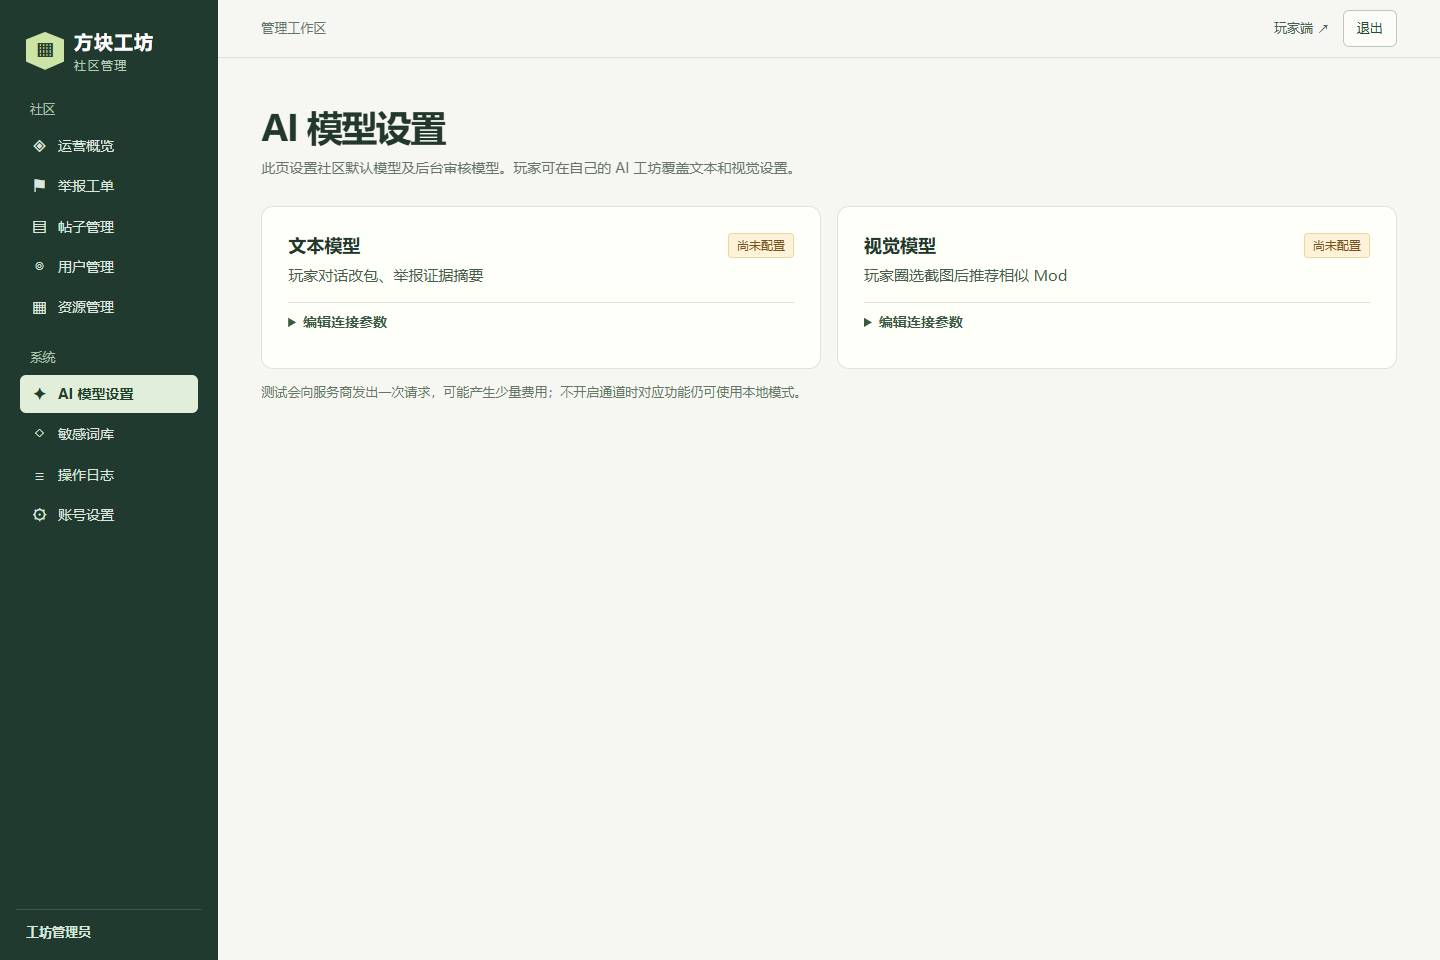 方块工坊
社区管理
社区
运营概览
举报工单
帖子管理
用户管理
资源管理
系统
AI 模型设置
敏感词库
操作日志
账号设置
工坊管理员
管理工作区
玩家端 ↗
退出
AI 模型设置
此页设置社区默认模型及后台审核模型。玩家可在自己的 AI 工坊覆盖文本和视觉设置。
文本模型
尚未配置
玩家对话改包、举报证据摘要
编辑连接参数
视觉模型
尚未配置
玩家圈选截图后推荐相似 Mod
编辑连接参数
测试会向服务商发出一次请求，可能产生少量费用；不开启通道时对应功能仍可使用本地模式。